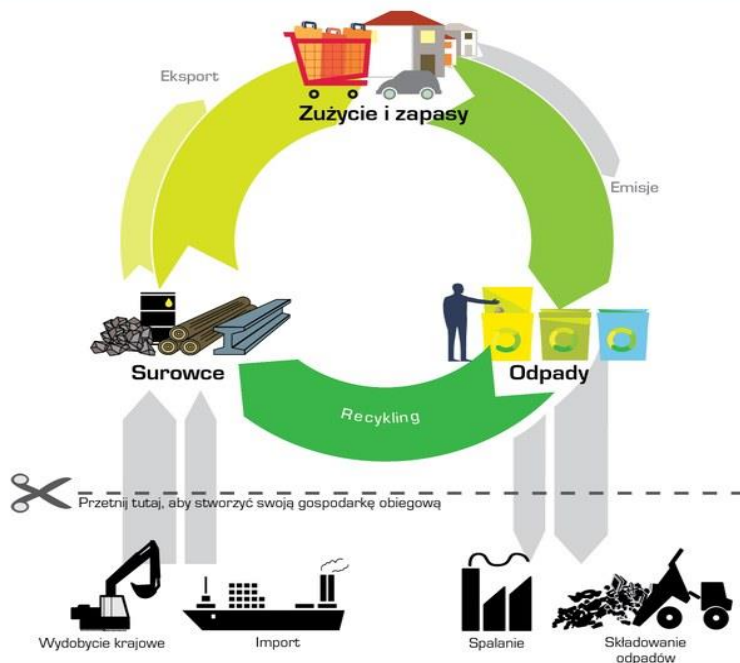 Eksport
Zużycie i zapasy
Emisje
Surowce
Odpady
Recykling
Przetnij tutaj, aby stworzyć swoją gospodarkę obiegową
Wydobycie krajowe
Import
Spalanie
Składowanie
odpadów